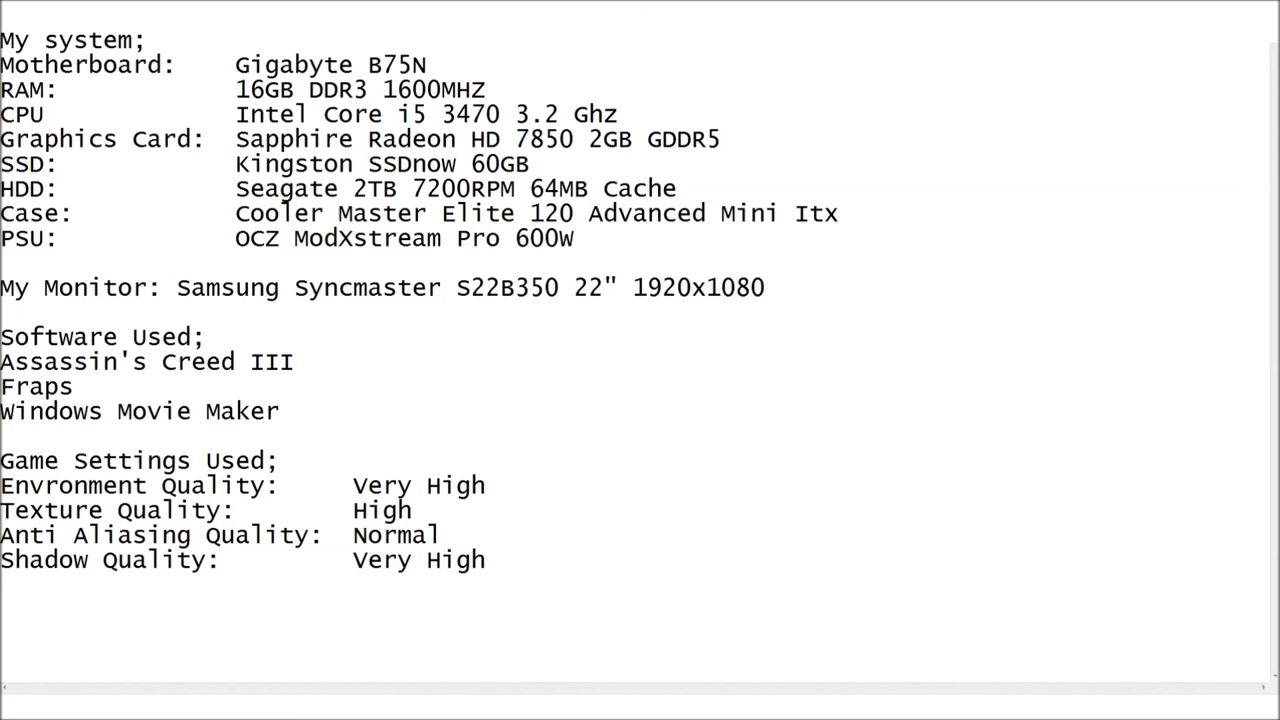 My system;
Motherboard: Gigabyte B75N
RAM: 16GB DDR3 1600MHZ
CPU Intel Core i5 3470 3.2 Ghz
Graphics Card: Sapphire Radeon HD 7850 2GB GDDR5
SSD: Kingston SSDnow 60GB
HDD: Seagate 2TB 7200RPM 64MB Cache
Case: Cooler Master Elite 120 Advanced Mini Itx
PSU: OCZ ModXstream Pro 600W
My Monitor: Samsung Syncmaster S22B350 22" 1920x1080
Software Used;
Assassin's Creed III
Fraps
Windows Movie Maker
Game Settings Used;
Envronment Quality: Very High
Texture Quality: High
Anti Aliasing Quality: Normal
Shadow Quality: Very High